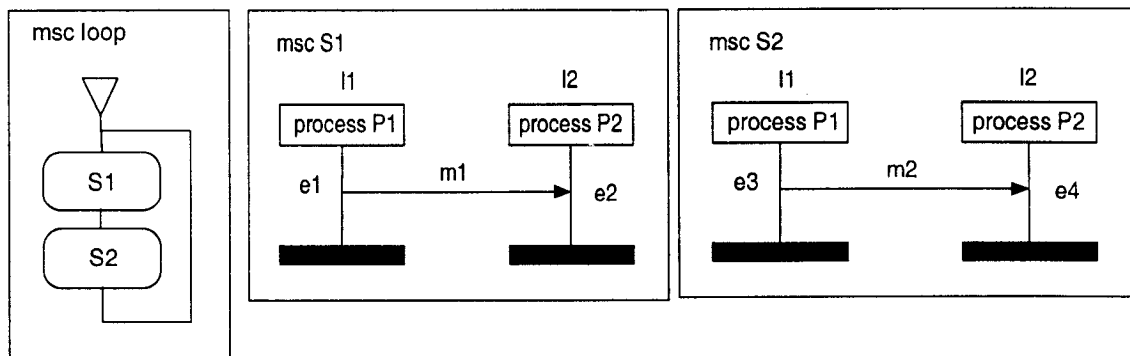 msc loop
S1
S2
msc S1
I1 I2
process P1 process P2
e1 m1 e2
msc S2
I1 I2
process P1 process P2
e3 m2 e4